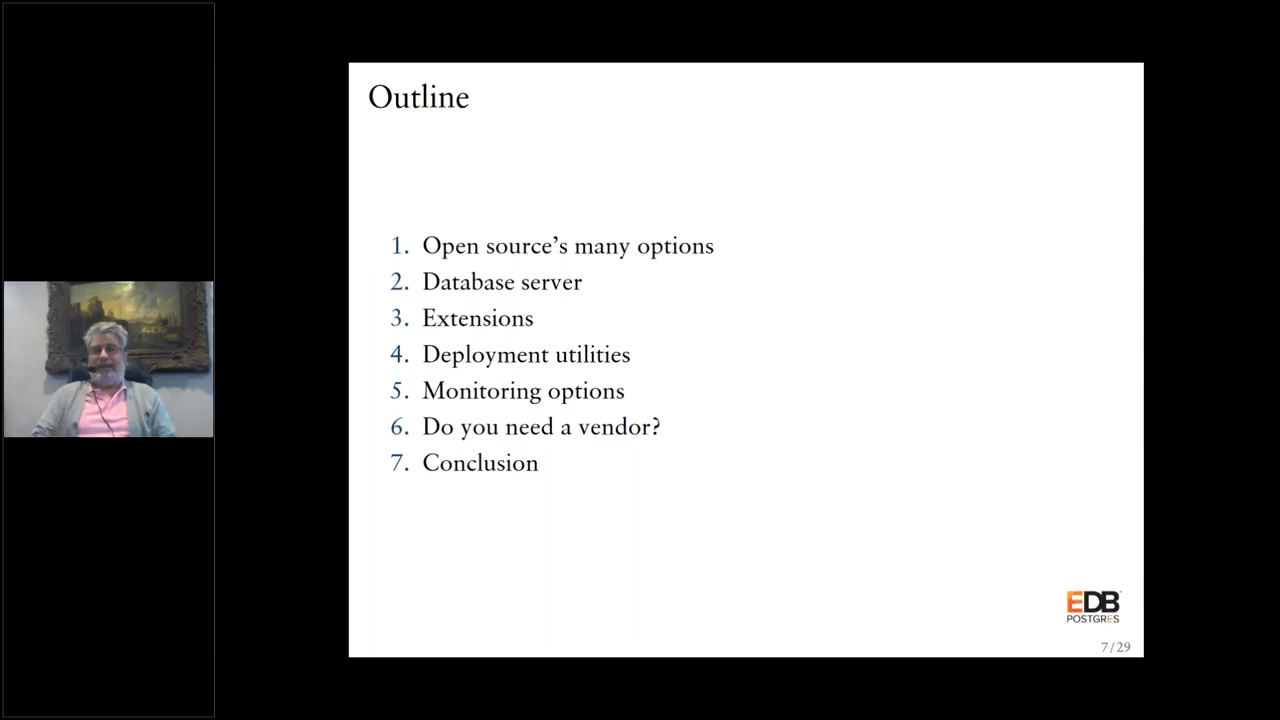 Outline
1. Open source’s many options
2. Database server
3. Extensions
4. Deployment utilities
5. Monitoring options
6. Do you need a vendor?
7. Conclusion
EDB
POSTGRES
7/29